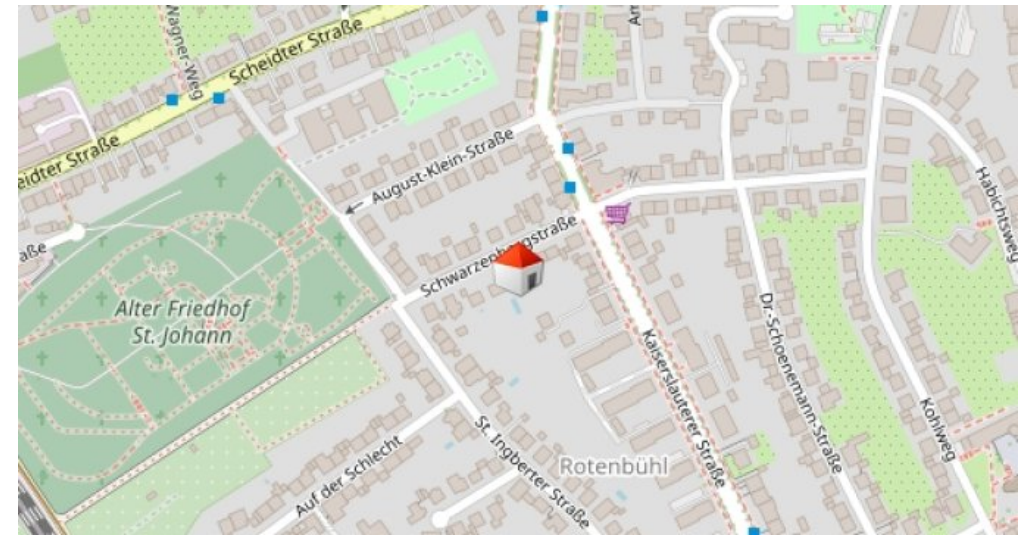 Wagner-Weg
Scheidter Straße
Ar
eidter Straße
August-Klein-Straße
Habichtsweg
aße
Schwarzenbergstraße
Alter Friedhof
St. Johann
Dr.-Schoenemann-Straße
Kaiserslauterer Straße
Kohlweg
Auf der Schlecht
St. Ingberter Straße
Rotenbühl